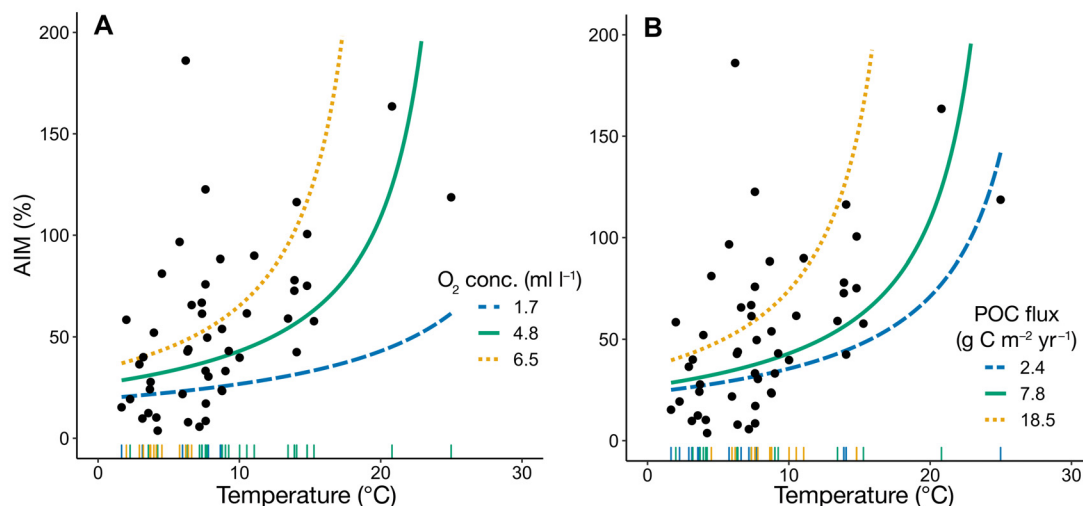 A
200
150
100
50
0
AIM (%)
O₂ conc. (ml l⁻¹)
1.7
4.8
6.5
0 10 20 30
Temperature (°C)
B
200
150
100
50
0
POC flux
(g C m⁻² yr⁻¹)
2.4
7.8
18.5
0 10 20 30
Temperature (°C)